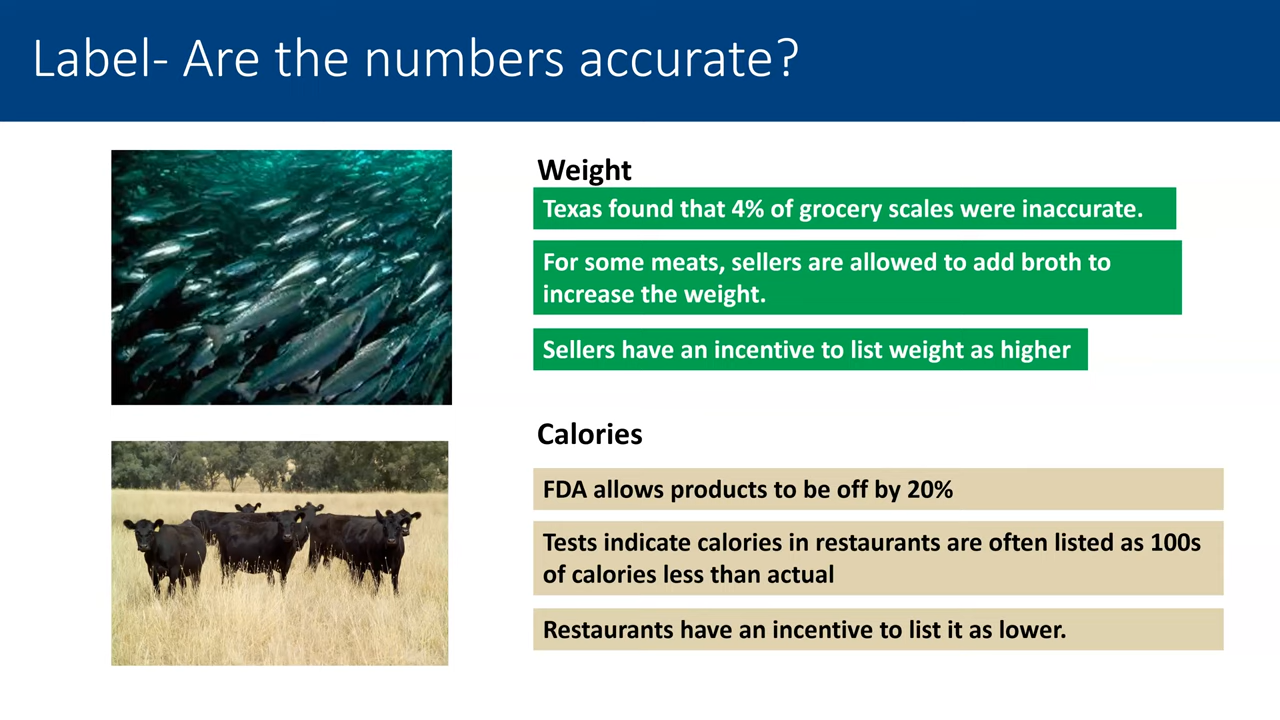 Label- Are the numbers accurate?
Weight
Texas found that 4% of grocery scales were inaccurate.
For some meats, sellers are allowed to add broth to
increase the weight.
Sellers have an incentive to list weight as higher
Calories
FDA allows products to be off by 20%
Tests indicate calories in restaurants are often listed as 100s
of calories less than actual
Restaurants have an incentive to list it as lower.